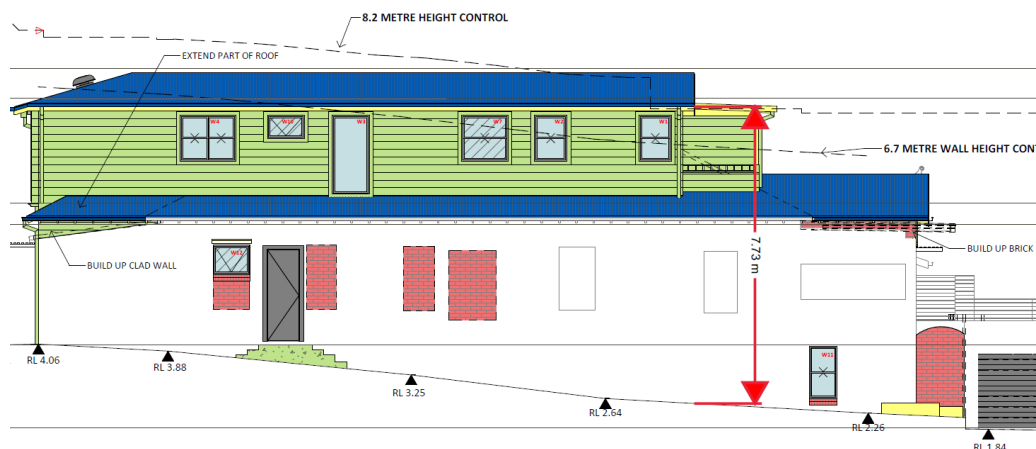 8.2 METRE HEIGHT CONTROL
EXTEND PART OF ROOF
W4
W3
W7
W2
W1
6.7 METRE WALL HEIGHT CONT
7.73 m
BUILD UP CLAD WALL
W12
BUILD UP BRICK
W11
RL 4.06
RL 3.88
RL 3.25
RL 2.64
RL 2.26
RL 1.84